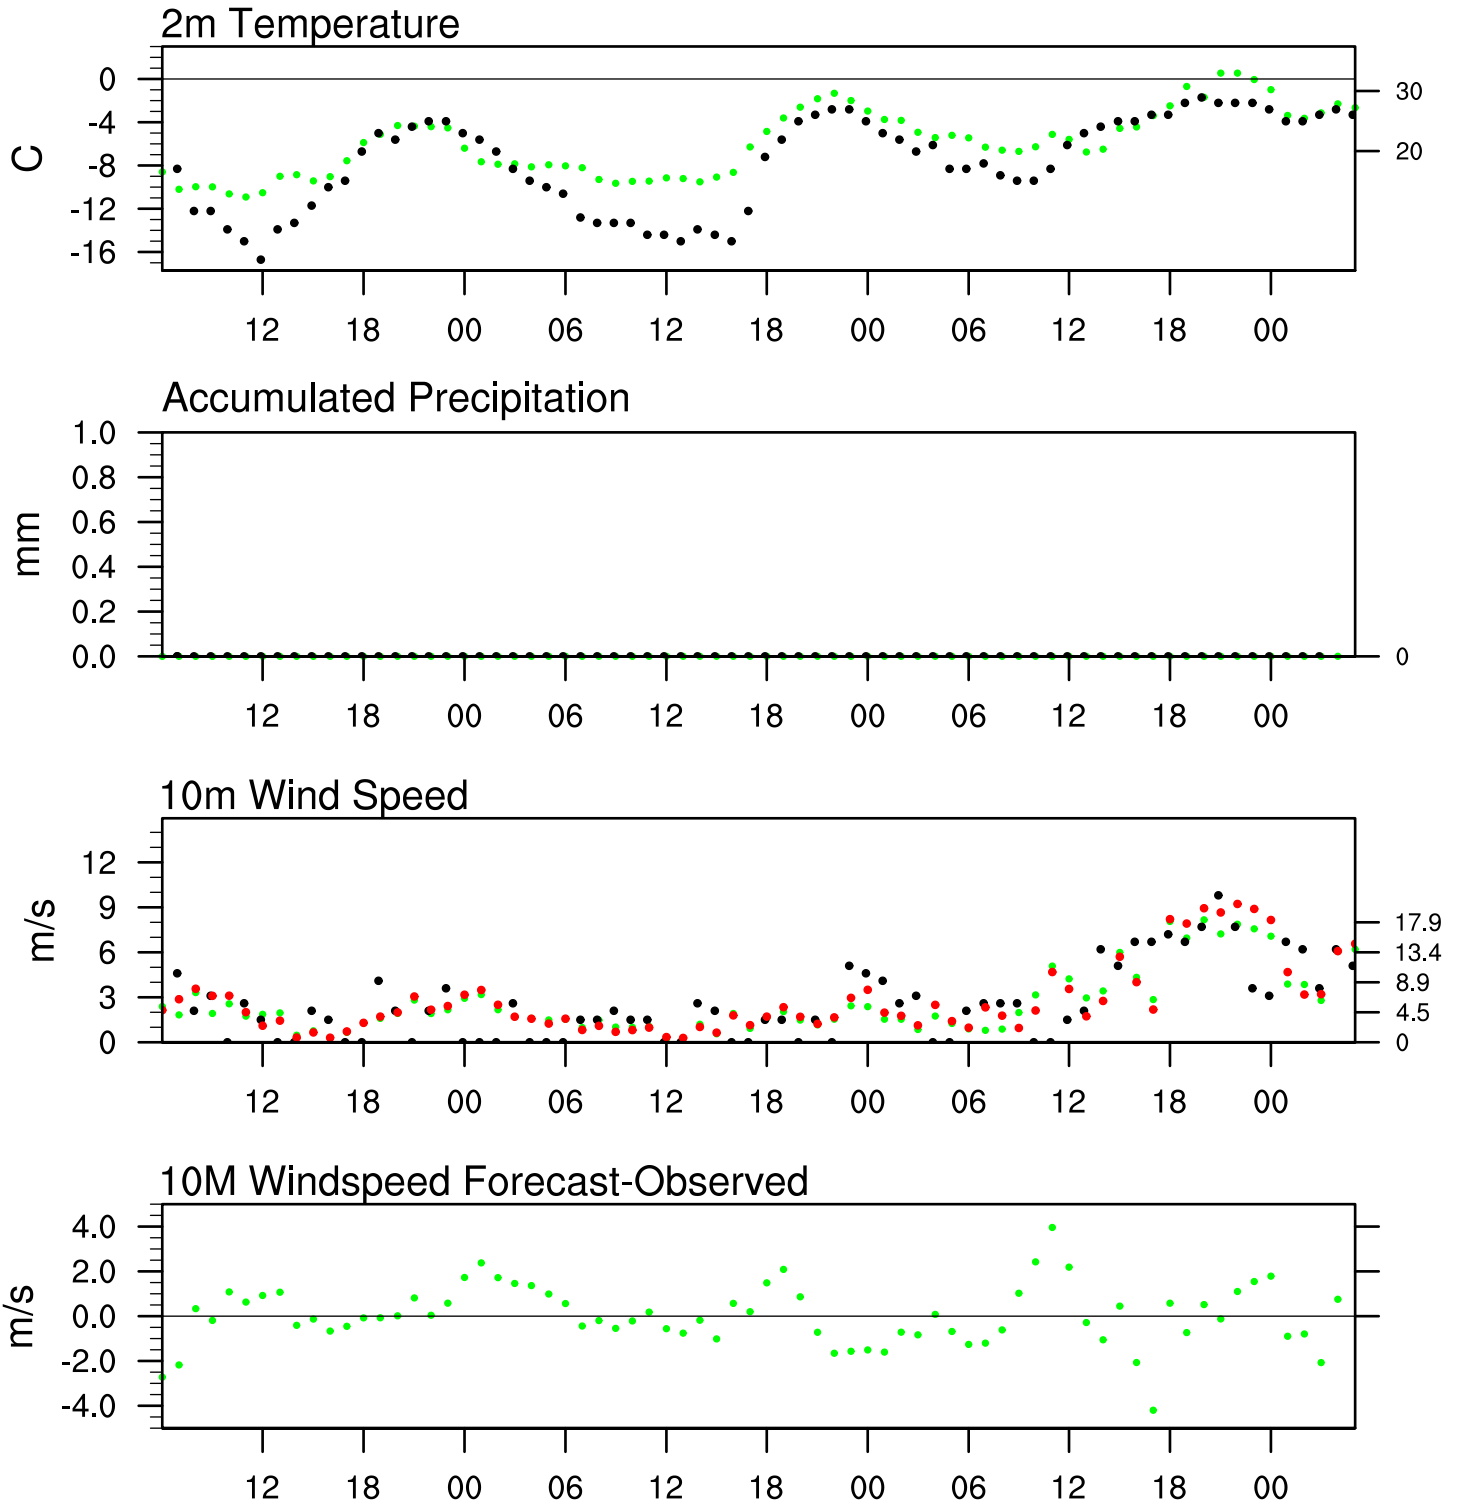 2m Temperature
0
-4
-8
-12
-16
C
30
20
12 18 00 06 12 18 00 06 12 18 00
Accumulated Precipitation
1.0
0.8
0.6
0.4
0.2
0.0
mm
0
12 18 00 06 12 18 00 06 12 18 00
10m Wind Speed
12
9
6
3
0
m/s
17.9
13.4
8.9
4.5
0
12 18 00 06 12 18 00 06 12 18 00
10M Windspeed Forecast-Observed
4.0
2.0
0.0
-2.0
-4.0
m/s
12 18 00 06 12 18 00 06 12 18 00